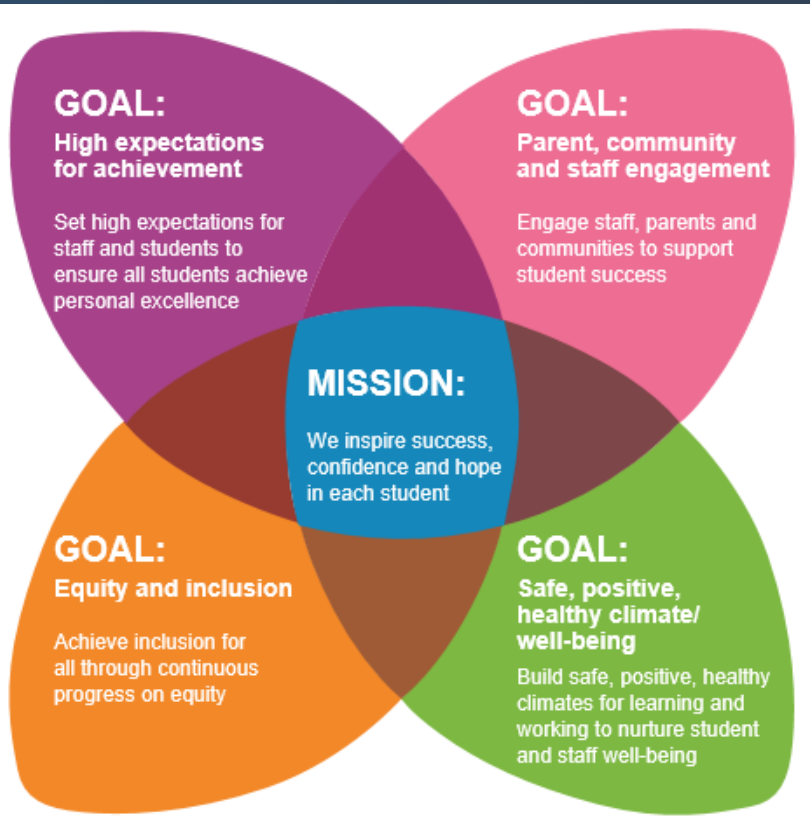 GOAL:
High expectations
for achievement
Set high expectations for
staff and students to
ensure all students achieve
personal excellence
GOAL:
Parent, community
and staff engagement
Engage staff, parents and
communities to support
student success
MISSION:
We inspire success,
confidence and hope
in each student
GOAL:
Equity and inclusion
Achieve inclusion for
all through continuous
progress on equity
GOAL:
Safe, positive,
healthy climate/
well-being
Build safe, positive, healthy
climates for learning and
working to nurture student
and staff well-being